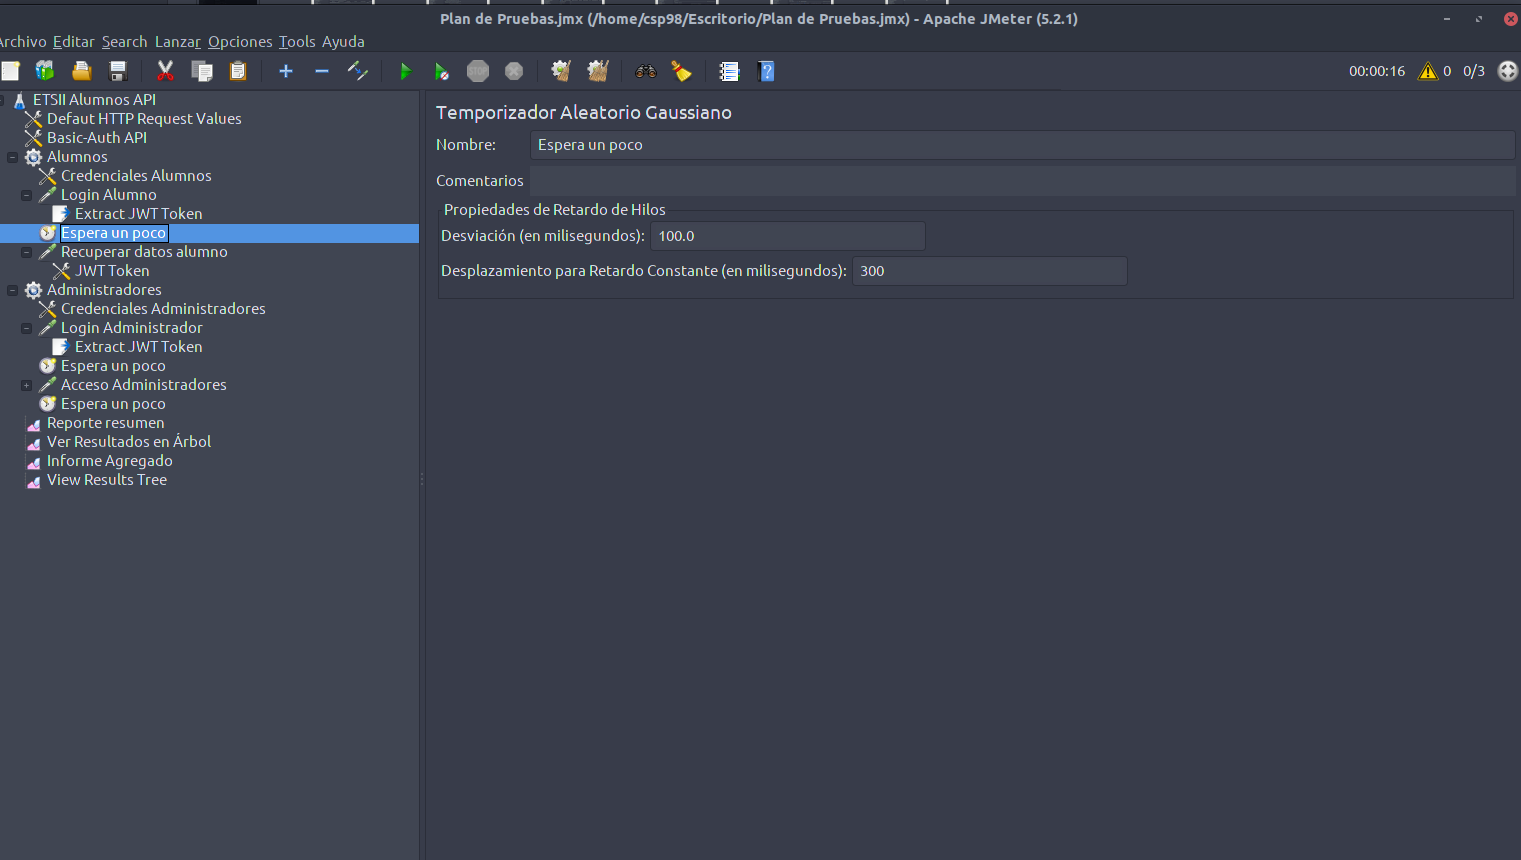 Plan de Pruebas.jmx (/home/csp98/Escritorio/Plan de Pruebas.jmx) - Apache JMeter (5.2.1)
Archivo Editar Search Lanzar Opciones Tools Ayuda
STOP
00:00:16 0 0/3
ETSII Alumnos API
Defaut HTTP Request Values
Basic-Auth API
Alumnos
Credenciales Alumnos
Login Alumno
Extract JWT Token
Espera un poco
Recuperar datos alumno
JWT Token
Administradores
Credenciales Administradores
Login Administrador
Extract JWT Token
Espera un poco
Acceso Administradores
Espera un poco
Reporte resumen
Ver Resultados en Árbol
Informe Agregado
View Results Tree
Temporizador Aleatorio Gaussiano
Nombre: Espera un poco
Comentarios
Propiedades de Retardo de Hilos
Desviación (en milisegundos): 100.0
Desplazamiento para Retardo Constante (en milisegundos): 300